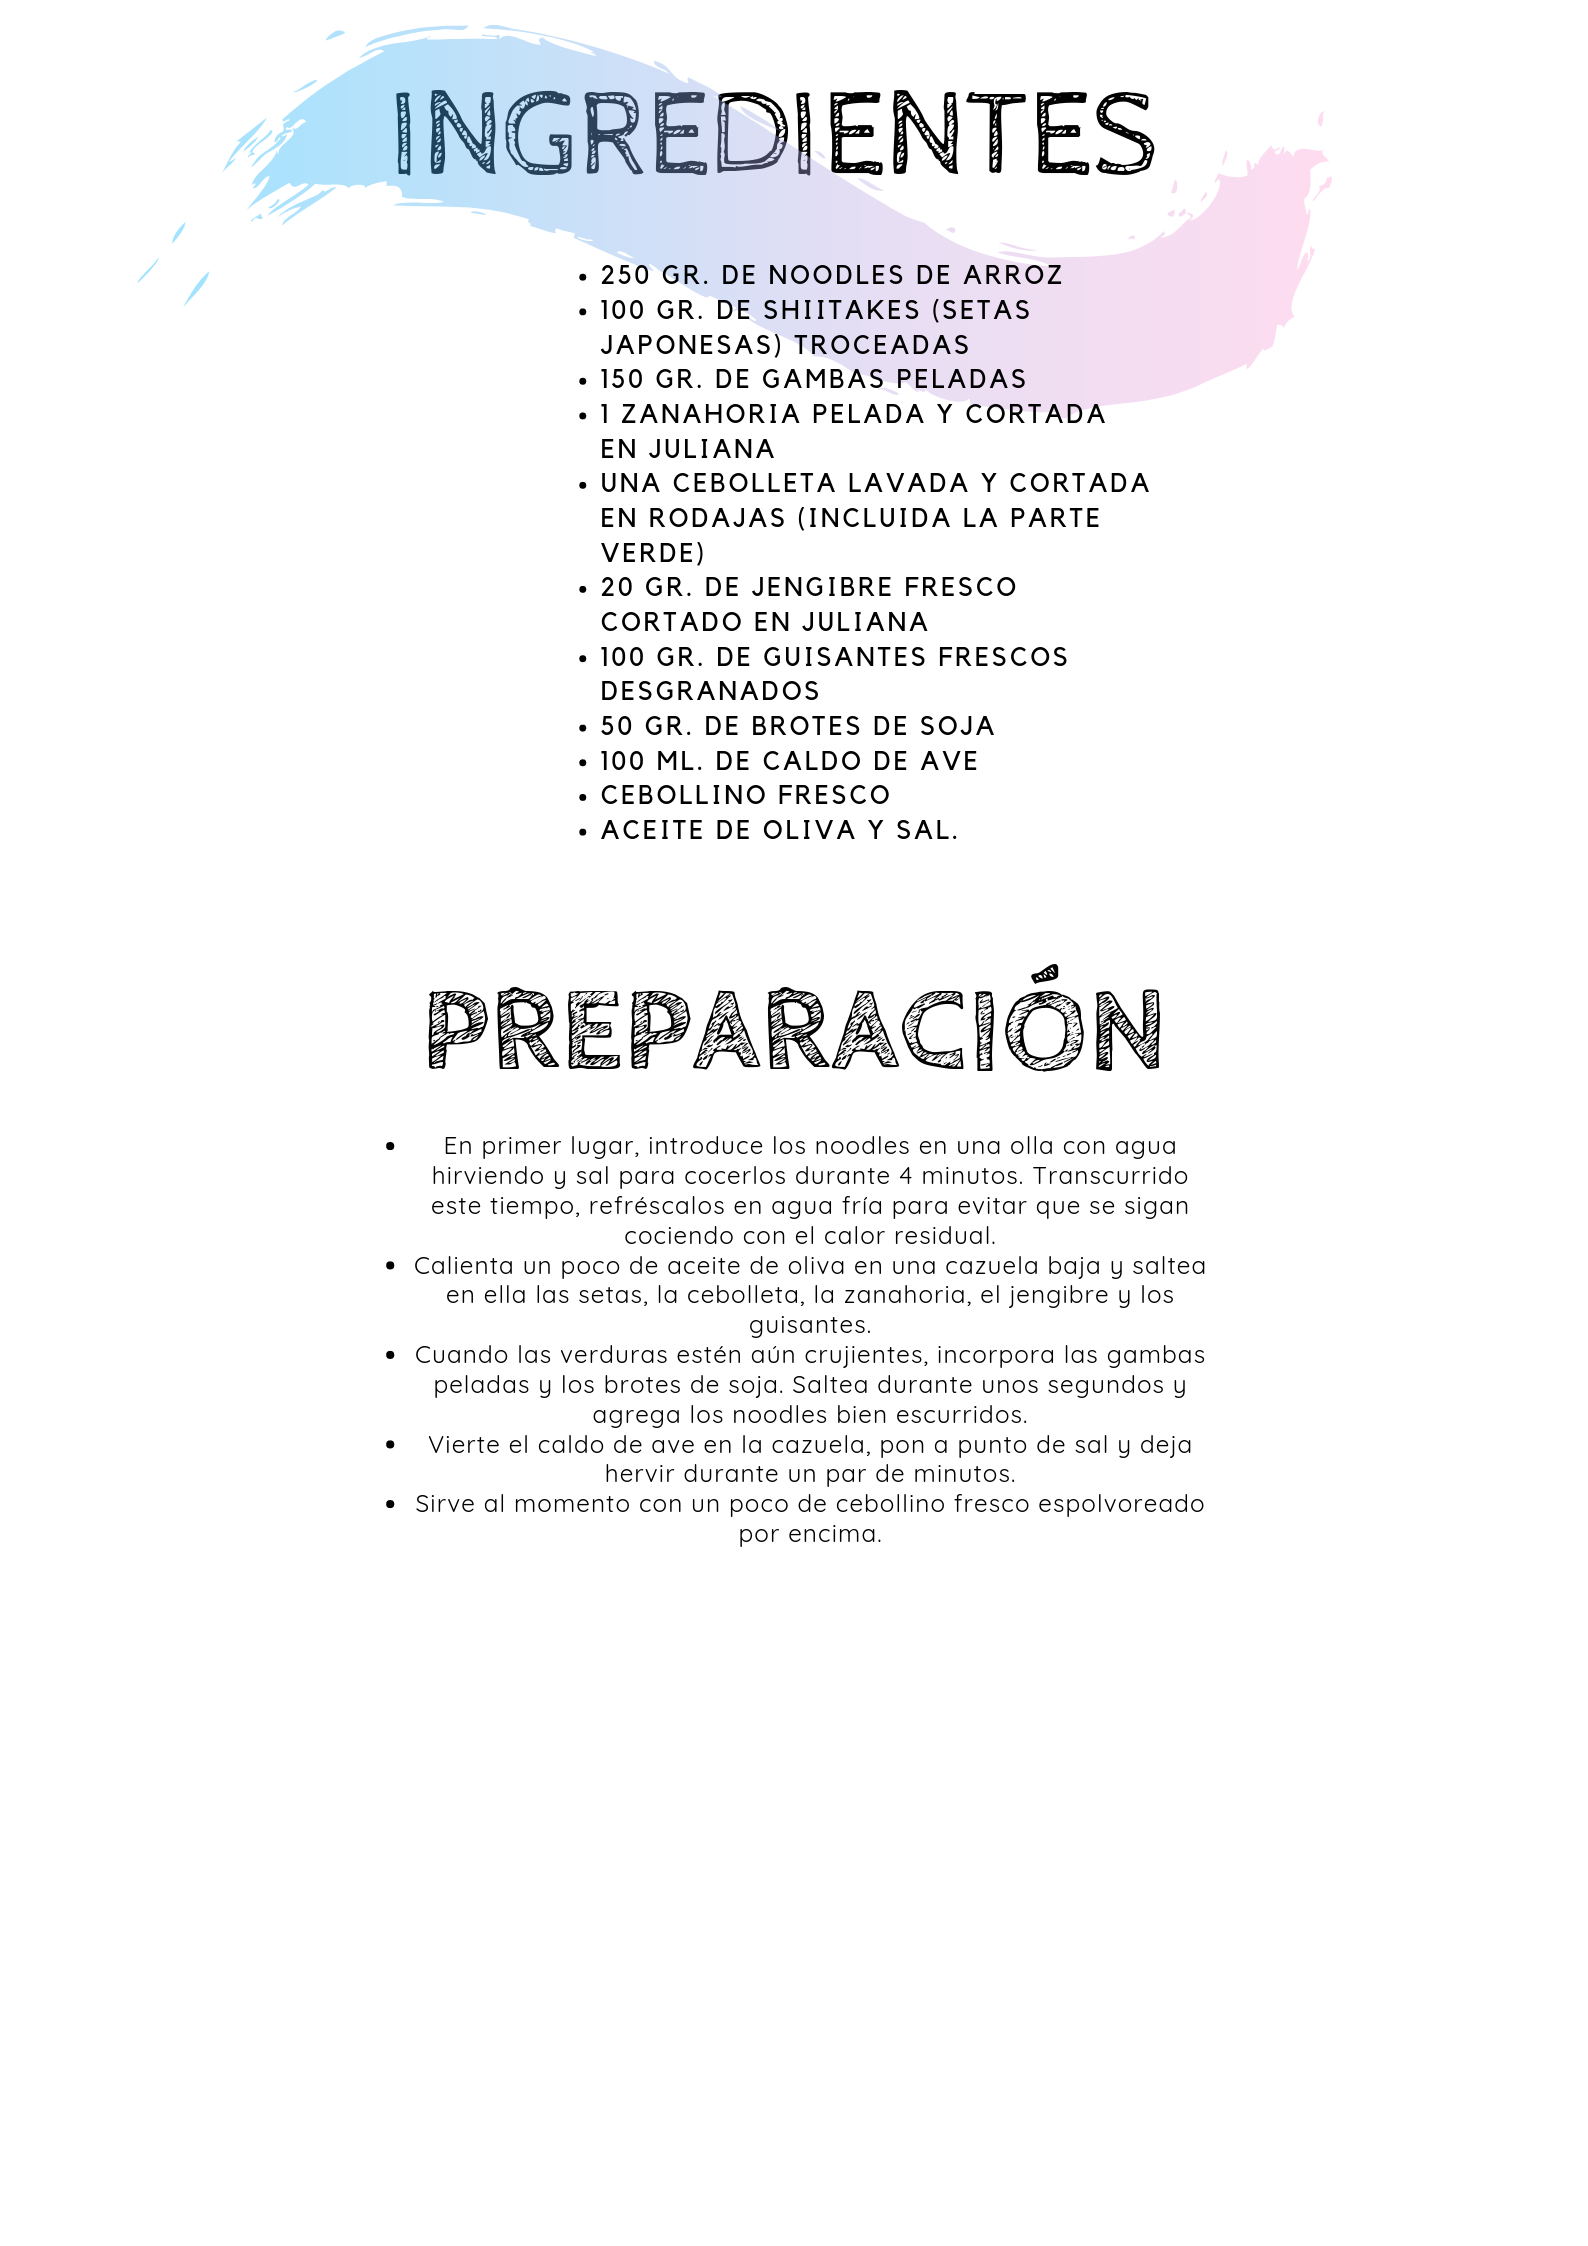 INGREDIENTES
• 250 GR. DE NOODLES DE ARROZ
• 100 GR. DE SHIITAKES (SETAS
JAPONESAS) TROCEADAS
• 150 GR. DE GAMBAS PELADAS
• 1 ZANAHORIA PELADA Y CORTADA
EN JULIANA
• UNA CEBOLLETA LAVADA Y CORTADA
EN RODAJAS (INCLUIDA LA PARTE
VERDE)
• 20 GR. DE JENGIBRE FRESCO
CORTADO EN JULIANA
• 100 GR. DE GUISANTES FRESCOS
DESGRANADOS
• 50 GR. DE BROTES DE SOJA
• 100 ML. DE CALDO DE AVE
• CEBOLLINO FRESCO
• ACEITE DE OLIVA Y SAL.
PREPARACIÓN
• En primer lugar, introduce los noodles en una olla con agua
hirviendo y sal para cocerlos durante 4 minutos. Transcurrido
este tiempo, refréscalos en agua fría para evitar que se sigan
cociendo con el calor residual.
• Calienta un poco de aceite de oliva en una cazuela baja y saltea
en ella las setas, la cebolleta, la zanahoria, el jengibre y los
guisantes.
• Cuando las verduras estén aún crujientes, incorpora las gambas
peladas y los brotes de soja. Saltea durante unos segundos y
agrega los noodles bien escurridos.
• Vierte el caldo de ave en la cazuela, pon a punto de sal y deja
hervir durante un par de minutos.
• Sirve al momento con un poco de cebollino fresco espolvoreado
por encima.